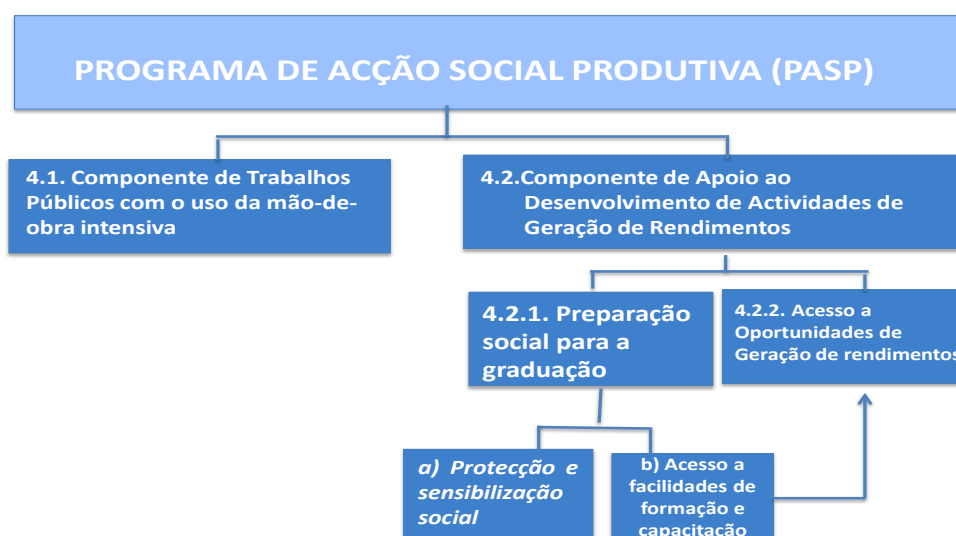 PROGRAMA DE ACÇÃO SOCIAL PRODUTIVA (PASP)
4.1. Componente de Trabalhos
Públicos com o uso da mão-de-
obra intensiva
4.2.Componente de Apoio ao
Desenvolvimento de Actividades de
Geração de Rendimentos
4.2.1. Preparação
social para a
graduação
4.2.2. Acesso a
Oportunidades de
Geração de rendimentos
a) Protecção e
sensibilização
social
b) Acesso a
facilidades de
formação e
capacitação